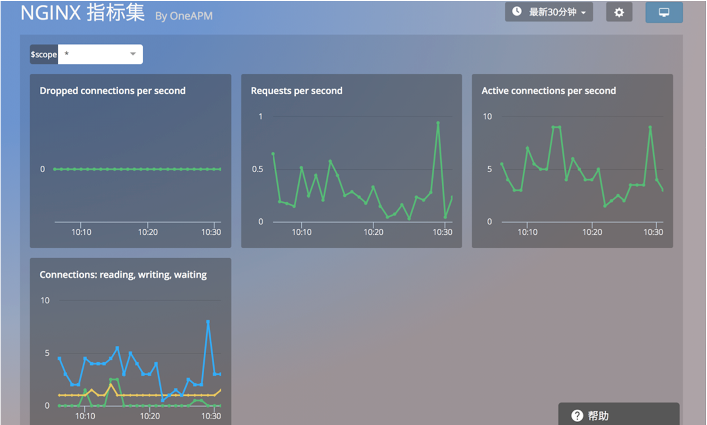 NGINX 指标集 By OneAPM
最新30分钟
$scope *
Dropped connections per second
0
10:10 10:20 10:30
Requests per second
1
0.5
0
10:10 10:20 10:30
Active connections per second
10
5
0
10:10 10:20 10:30
Connections: reading, writing, waiting
10
5
0
10:10 10:20 10:30
帮助